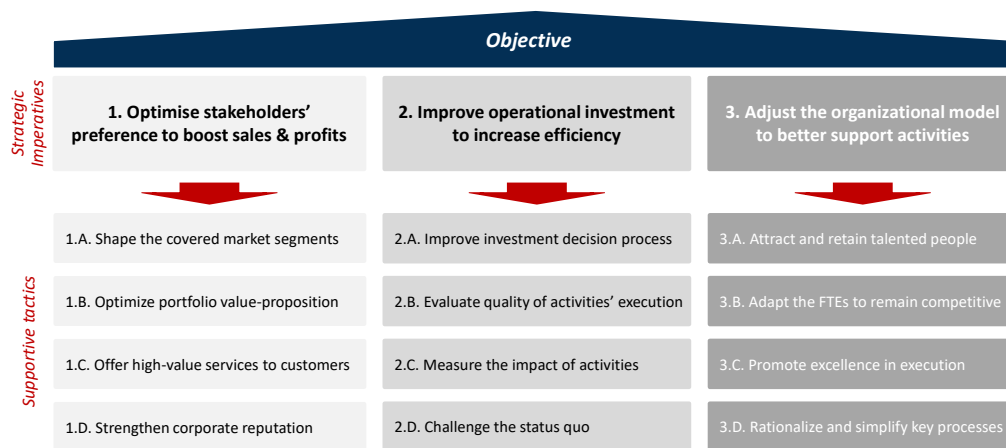 Objective
Strategic
Imperatives
1. Optimise stakeholders’
preference to boost sales & profits
2. Improve operational investment
to increase efficiency
3. Adjust the organizational model
to better support activities
Supportive tactics
1.A. Shape the covered market segments
2.A. Improve investment decision process
3.A. Attract and retain talented people
1.B. Optimize portfolio value-proposition
2.B. Evaluate quality of activities’ execution
3.B. Adapt the FTEs to remain competitive
1.C. Offer high-value services to customers
2.C. Measure the impact of activities
3.C. Promote excellence in execution
1.D. Strengthen corporate reputation
2.D. Challenge the status quo
3.D. Rationalize and simplify key processes